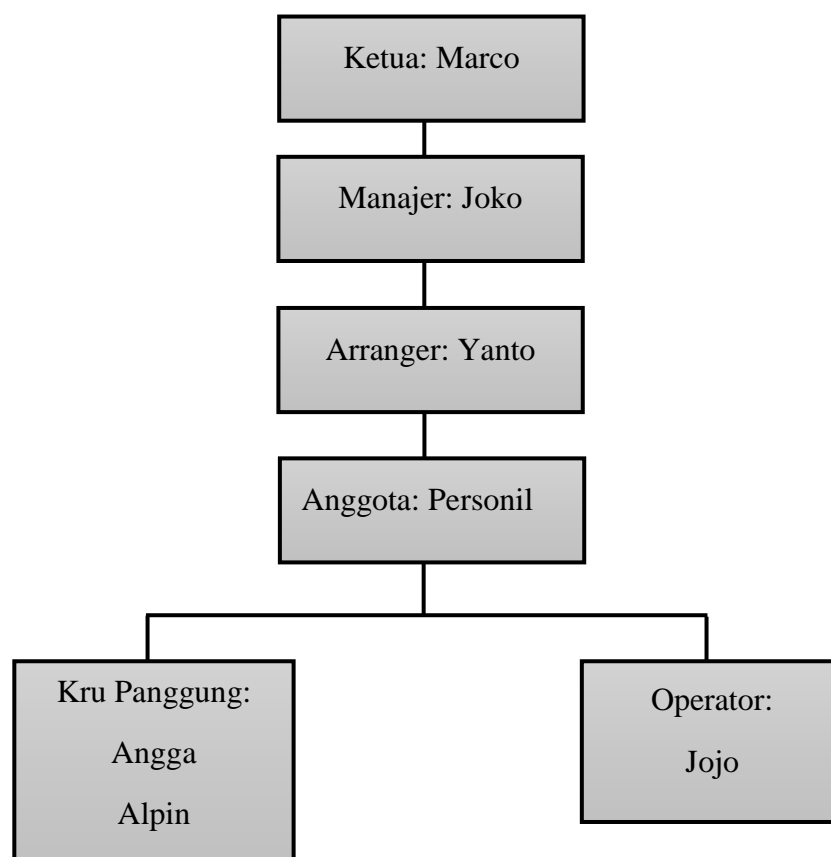 Ketua: Marco
Manajer: Joko
Arranger: Yanto
Anggota: Personil
Kru Panggung:
Angga
Alpin
Operator:
Jojo